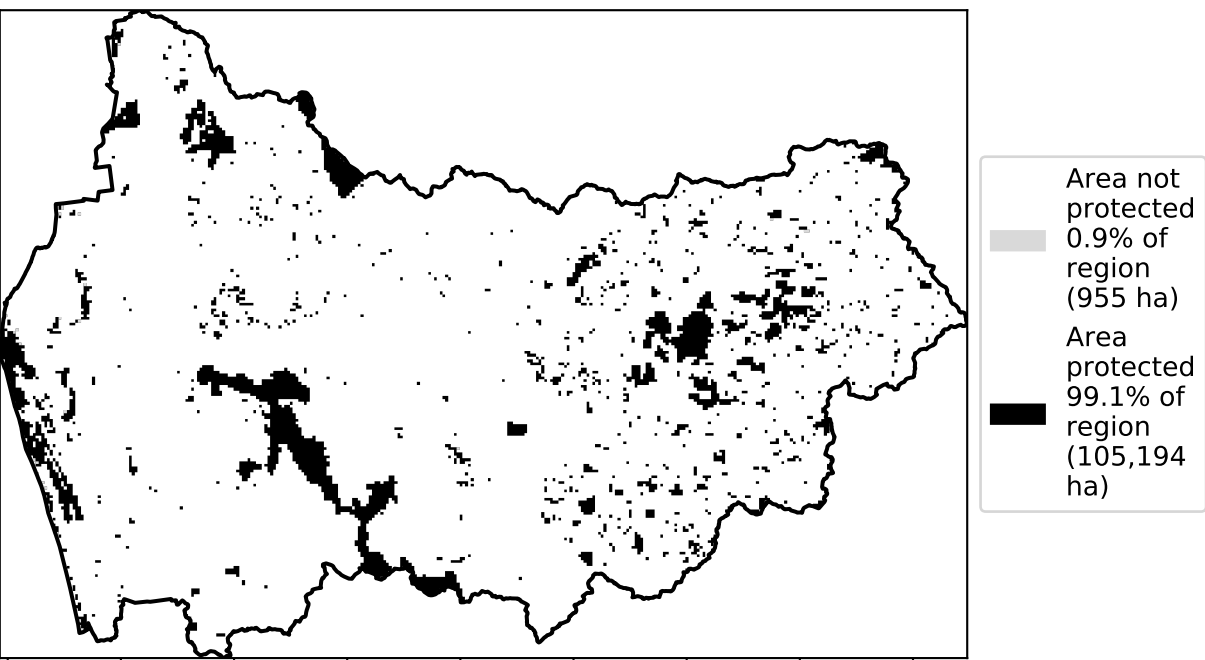 Area not
protected
0.9% of
region
(955 ha)
Area
protected
99.1% of
region
(105,194
ha)